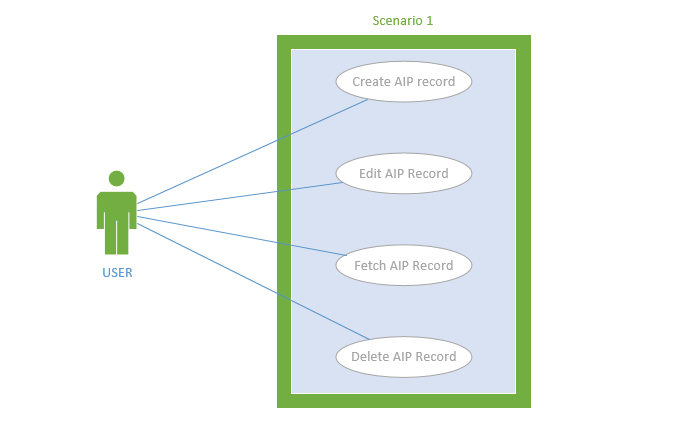 Scenario 1
Create AIP record
Edit AIP Record
Fetch AIP Record
Delete AIP Record
USER